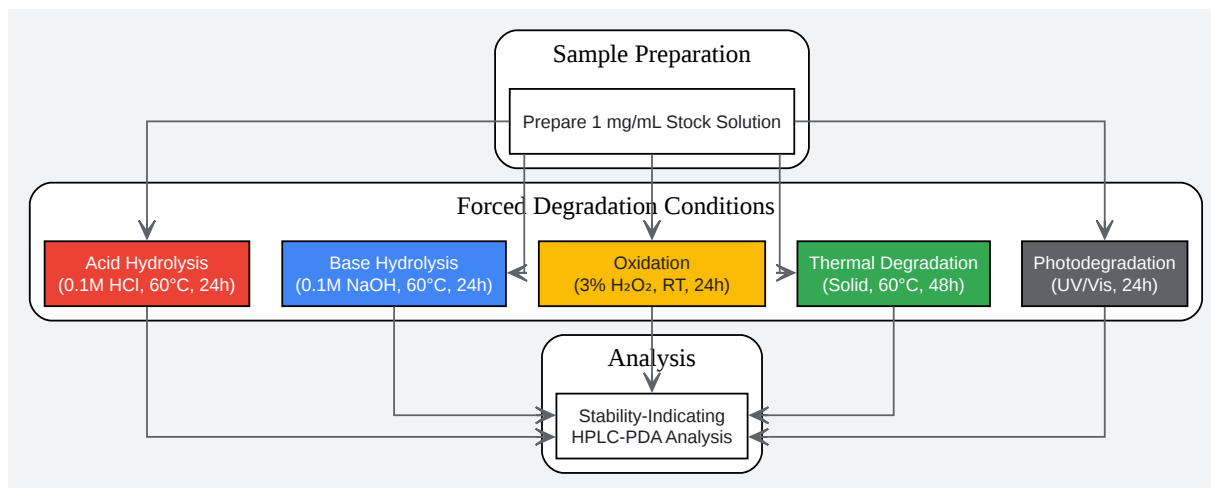 Sample Preparation
Prepare 1 mg/mL Stock Solution
Forced Degradation Conditions
Acid Hydrolysis
(0.1M HCl, 60°C, 24h)
Base Hydrolysis
(0.1M NaOH, 60°C, 24h)
Oxidation
(3% H₂O₂, RT, 24h)
Thermal Degradation
(Solid, 60°C, 48h)
Photodegradation
(UV/Vis, 24h)
Analysis
Stability-Indicating
HPLC-PDA Analysis